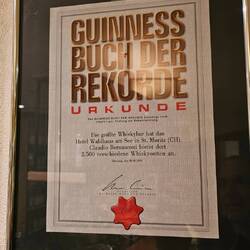 GUINNESS
BUCH DER
REKORDE
URKUNDE
Die größte Whiskybar hat das
Hotel Waldhaus am See in St. Moritz (CH).
Claudio Bernasconi bietet dort
2.500 verschiedene Whiskysorten an.